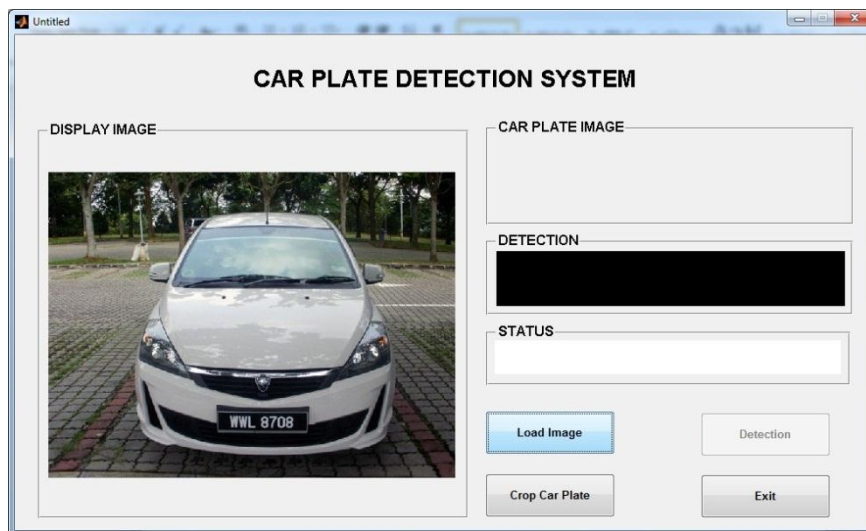 Untitled
CAR PLATE DETECTION SYSTEM
DISPLAY IMAGE
WWL 8708
CAR PLATE IMAGE
DETECTION
STATUS
Load Image
Detection
Crop Car Plate
Exit